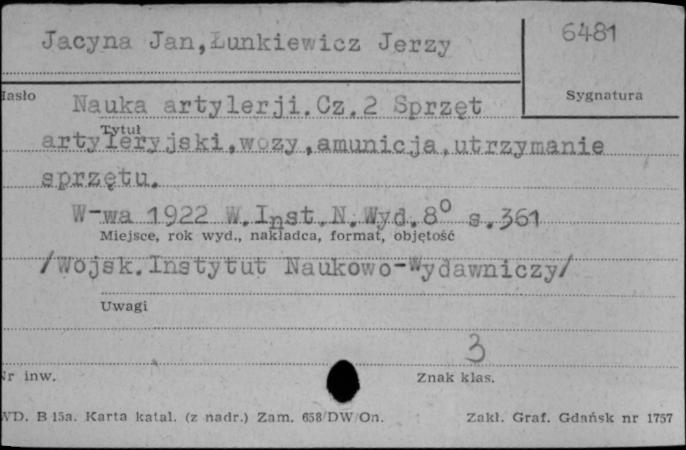 Jacyna Jan,Łunkiewicz Jerzy
6481
Hasło
Sygnatura
Nauka artylerji.Cz.2 Sprzęt
Tytuł
artyleryjski,wozy,amunicja,utrzymanie
sprzętu.
W-wa 1922 W.Inst.N.Wyd.8° s.361
Miejsce, rok wyd., nakładca, format, objętość
/Wojsk.Instytut Naukowo-Wydawniczy/
Uwagi
3
Nr inw.
Znak klas.
WD. B 15a. Karta katal. (z nadr.) Zam. 658/DW/On.
Zakł. Graf. Gdańsk nr 1757